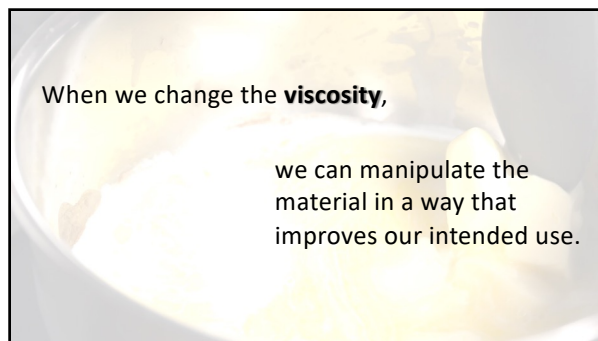 When we change the viscosity,
we can manipulate the
material in a way that
improves our intended use.